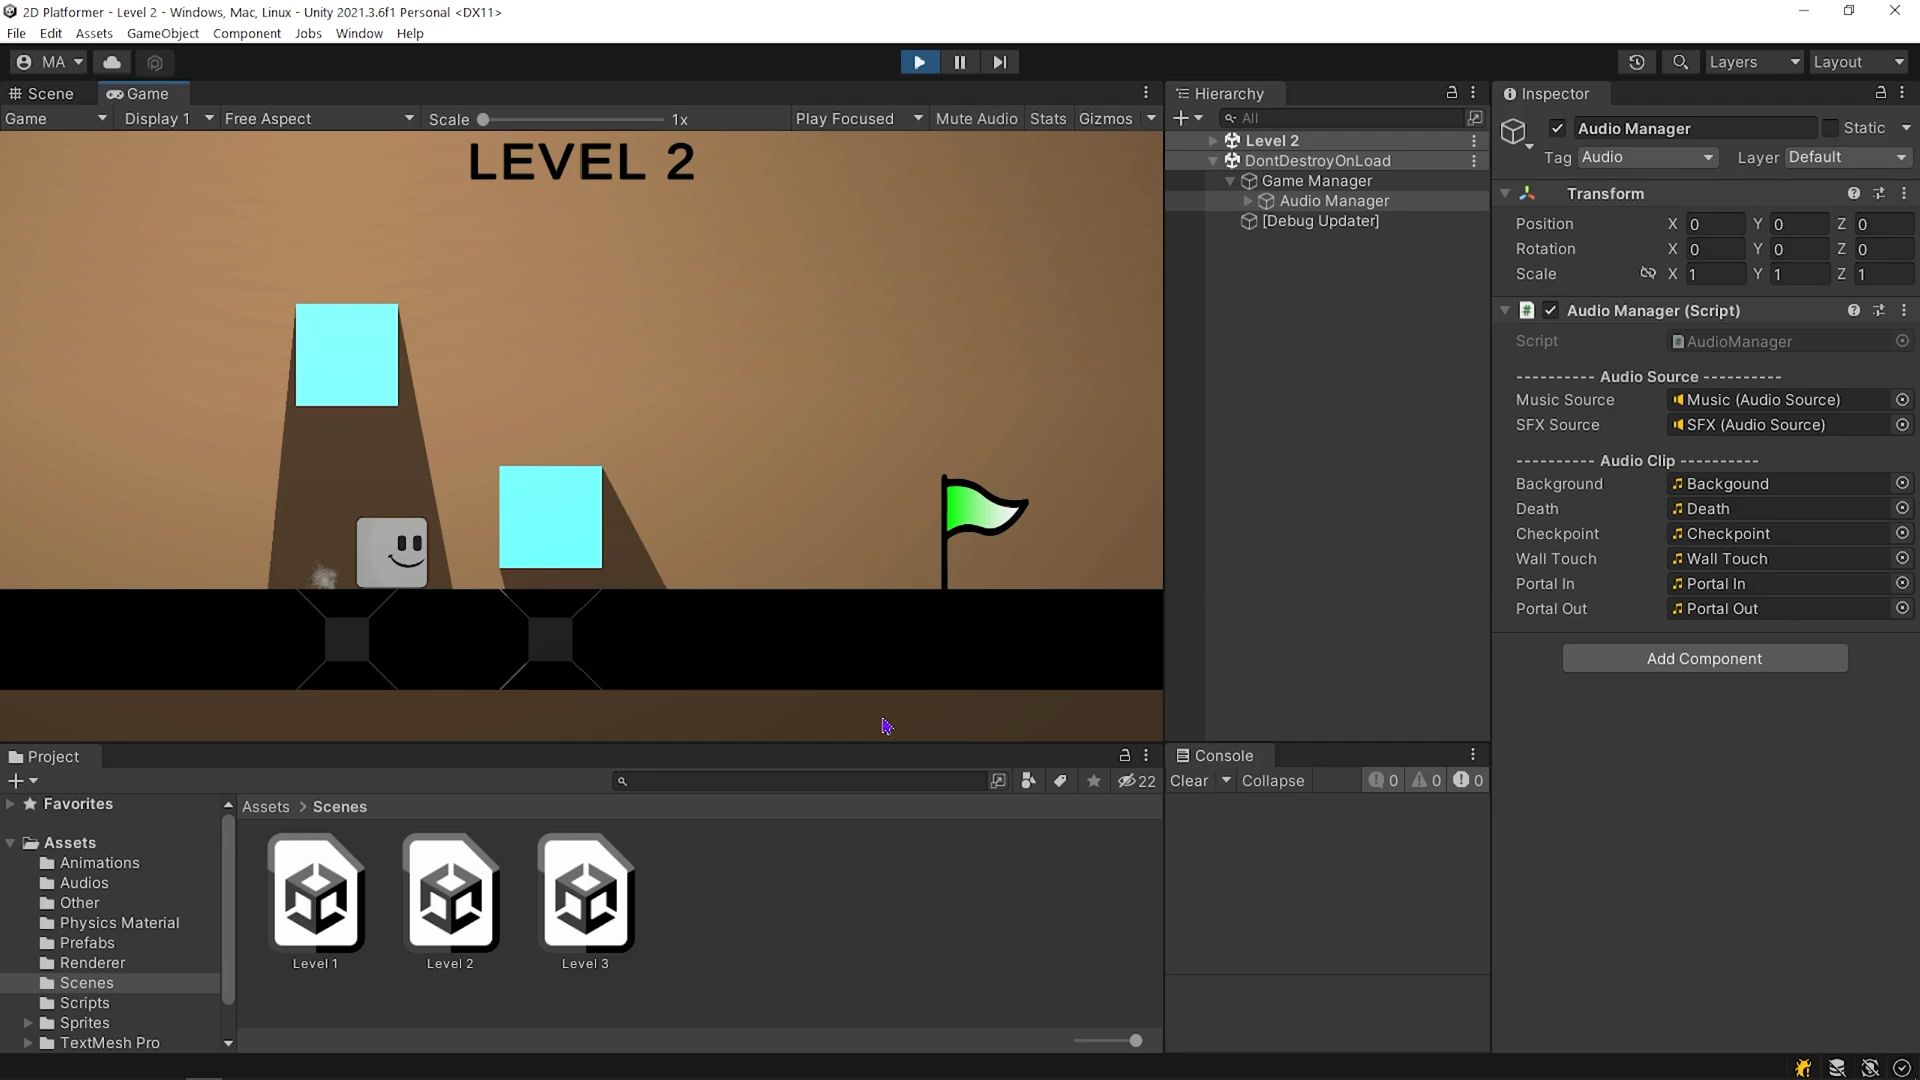 2D Platformer - Level 2 - Windows, Mac, Linux - Unity 2021.3.6f1 Personal <DX11>
File Edit Assets GameObject Component Jobs Window Help
MA
Layers Layout
Scene Game
Game Display 1 Free Aspect Scale 1x Play Focused Mute Audio Stats Gizmos
LEVEL 2
Hierarchy
All
Level 2
DontDestroyOnLoad
Game Manager
Audio Manager
[Debug Updater]
Inspector
Audio Manager Static
Tag Audio Layer Default
Transform
Position X 0 Y 0 Z 0
Rotation X 0 Y 0 Z 0
Scale X 1 Y 1 Z 1
# Audio Manager (Script)
Script AudioManager
---------- Audio Source ----------
Music Source Music (Audio Source)
SFX Source SFX (Audio Source)
---------- Audio Clip ----------
Background Backgound
Death Death
Checkpoint Checkpoint
Wall Touch Wall Touch
Portal In Portal In
Portal Out Portal Out
Add Component
Project
22
Favorites
Assets
Animations
Audios
Other
Physics Material
Prefabs
Renderer
Scenes
Scripts
Sprites
TextMesh Pro
Assets > Scenes
Level 1
Level 2
Level 3
Console
Clear Collapse 0 0 0